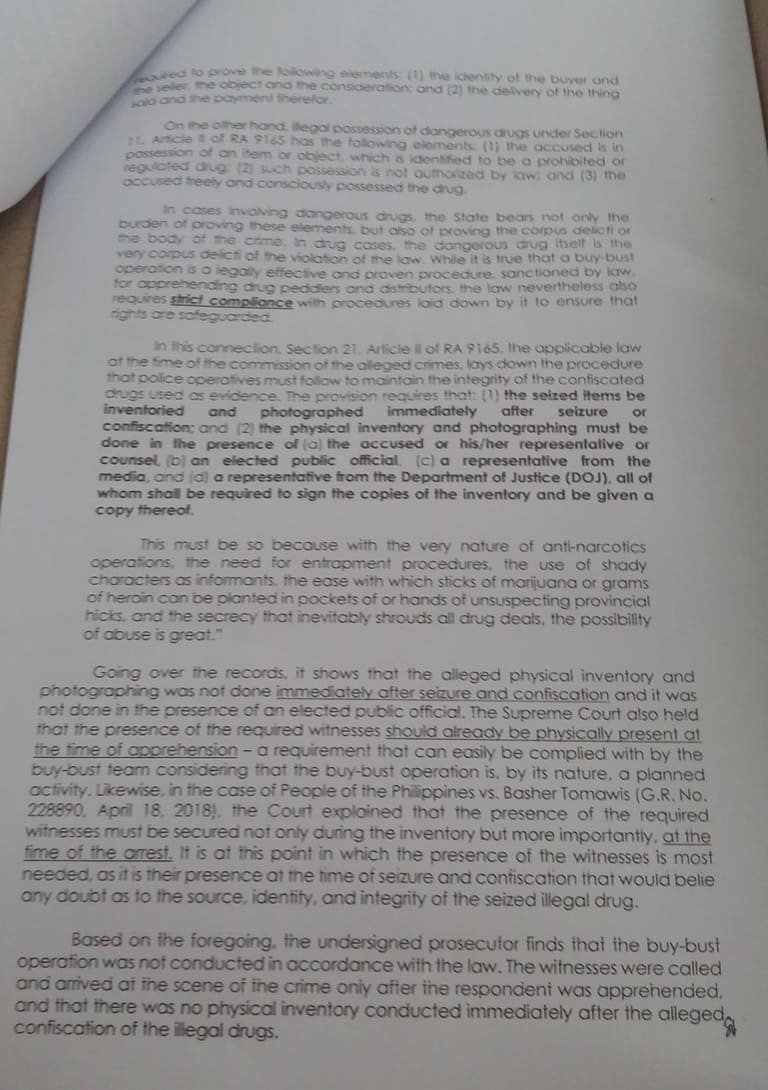 required to prove the following elements: (1) the identity of the buyer and
the seller, the object and the consideration; and (2) the delivery of the thing
sold and the payment therefor.
On the other hand, illegal possession of dangerous drugs under Section
11, Article II of RA 9165 has the following elements: (1) the accused is in
possession of an item or object, which is identified to be a prohibited or
regulated drug; (2) such possession is not authorized by law; and (3) the
accused freely and consciously possessed the drug.
In cases involving dangerous drugs, the State bears not only the
burden of proving these elements, but also of proving the corpus delicti or
the body of the crime. In drug cases, the dangerous drug itself is the
very corpus delicti of the violation of the law. While it is true that a buy-bust
operation is a legally effective and proven procedure, sanctioned by law,
for apprehending drug peddlers and distributors, the law nevertheless also
requires strict compliance with procedures laid down by it to ensure that
rights are safeguarded.
In this connection, Section 21, Article II of RA 9165, the applicable law
at the time of the commission of the alleged crimes, lays down the procedure
that police operatives must follow to maintain the integrity of the confiscated
drugs used as evidence. The provision requires that: (1) the seized items be
inventoried and photographed immediately after seizure or
confiscation; and (2) the physical inventory and photographing must be
done in the presence of (a) the accused or his/her representative or
counsel, (b) an elected public official, (c) a representative from the
media, and (d) a representative from the Department of Justice (DOJ), all of
whom shall be required to sign the copies of the inventory and be given a
copy thereof.
This must be so because with the very nature of anti-narcotics
operations, the need for entrapment procedures, the use of shady
characters as informants, the ease with which sticks of marijuana or grams
of heroin can be planted in pockets of or hands of unsuspecting provincial
hicks, and the secrecy that inevitably shrouds all drug deals, the possibility
of abuse is great."
Going over the records, it shows that the alleged physical inventory and
photographing was not done immediately after seizure and confiscation and it was
not done in the presence of an elected public official. The Supreme Court also held
that the presence of the required witnesses should already be physically present at
the time of apprehension – a requirement that can easily be complied with by the
buy-bust team considering that the buy-bust operation is, by its nature, a planned
activity. Likewise, in the case of People of the Philippines vs. Basher Tomawis (G.R. No.
228890, April 18, 2018), the Court explained that the presence of the required
witnesses must be secured not only during the inventory but more importantly, at the
time of the arrest. It is at this point in which the presence of the witnesses is most
needed, as it is their presence at the time of seizure and confiscation that would belie
any doubt as to the source, identity, and integrity of the seized illegal drug.
Based on the foregoing, the undersigned prosecutor finds that the buy-bust
operation was not conducted in accordance with the law. The witnesses were called
and arrived at the scene of the crime only after the respondent was apprehended,
and that there was no physical inventory conducted immediately after the alleged
confiscation of the illegal drugs.